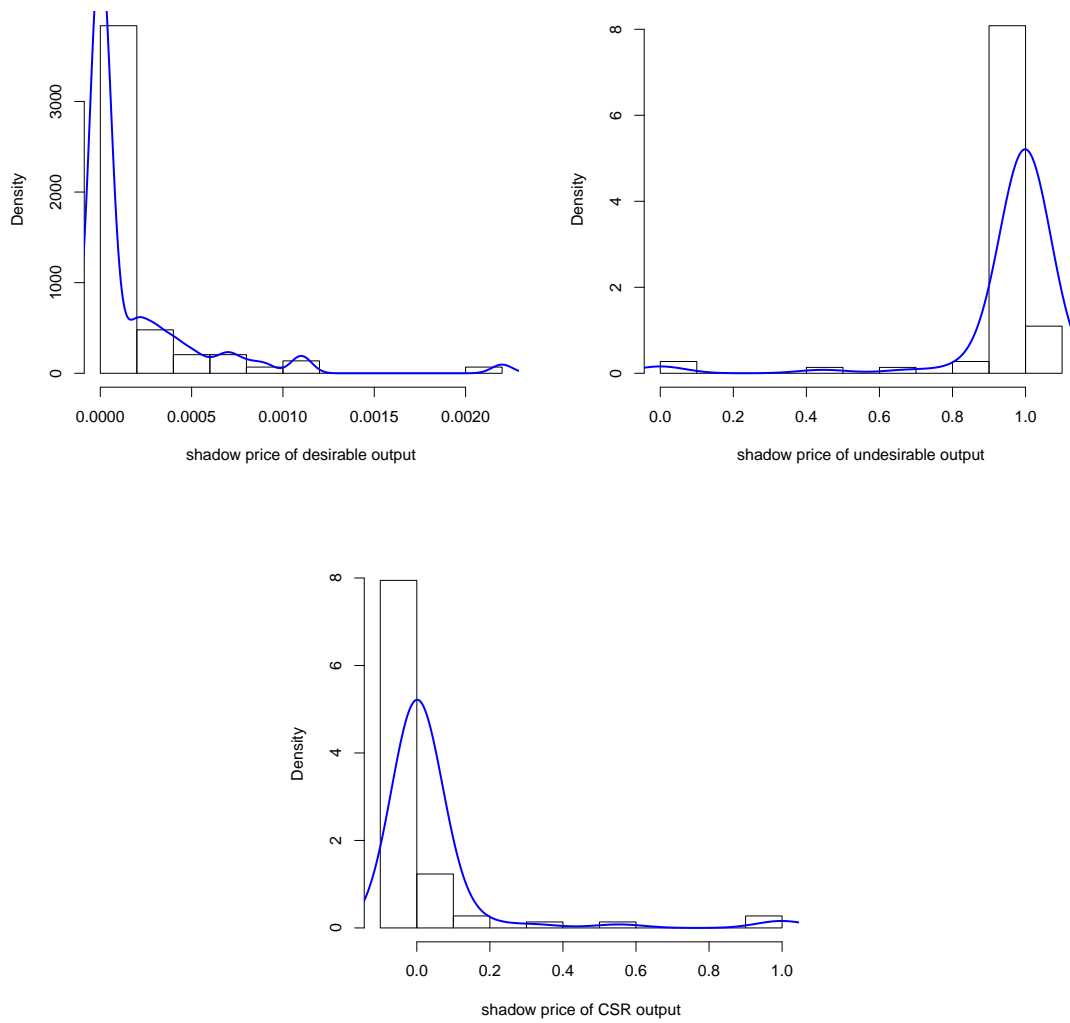 Density
3000
2000
1000
0
0.0000 0.0005 0.0010 0.0015 0.0020
shadow price of desirable output
Density
8
6
4
2
0
0.0 0.2 0.4 0.6 0.8 1.0
shadow price of undesirable output
Density
8
6
4
2
0
0.0 0.2 0.4 0.6 0.8 1.0
shadow price of CSR output